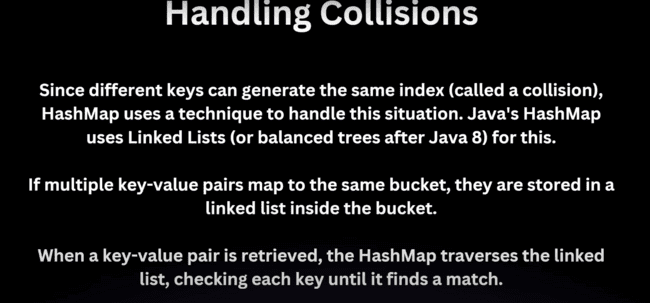 Handling Collisions
Since different keys can generate the same index (called a collision),
HashMap uses a technique to handle this situation. Java's HashMap
uses Linked Lists (or balanced trees after Java 8) for this.
If multiple key-value pairs map to the same bucket, they are stored in a
linked list inside the bucket.
When a key-value pair is retrieved, the HashMap traverses the linked
list, checking each key until it finds a match.